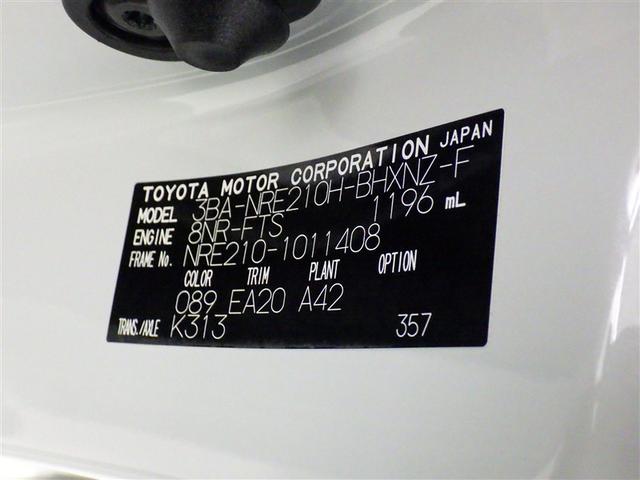 TOYOTA MOTOR CORPORATION JAPAN
MODEL 3BA-NRE210H-BHXNZ-F
ENGINE 8NR-FTS 1196 mL
FRAME No. NRE210-1011408
COLOR TRIM PLANT OPTION
089 EA20 A42
TRANS./AXLE K313 357